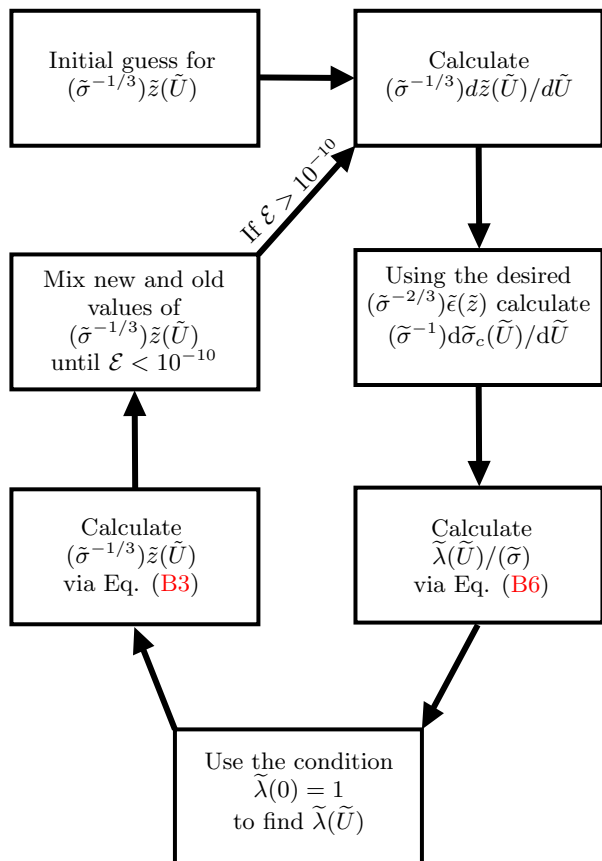 Initial guess for
(σ̃^{-1/3})z̃(Ũ)
Calculate
(σ̃^{-1/3})dz̃(Ũ)/dŨ
If ℰ > 10^{-10}
Using the desired
(σ̃^{-2/3})ε̃(z̃) calculate
(σ̃^{-1})dσ̃_c(Ũ)/dŨ
Calculate
λ̃(Ũ)/(σ̃)
via Eq. (B6)
Use the condition
λ̃(0) = 1
to find λ̃(Ũ)
Calculate
(σ̃^{-1/3})z̃(Ũ)
via Eq. (B3)
Mix new and old
values of
(σ̃^{-1/3})z̃(Ũ)
until ℰ < 10^{-10}